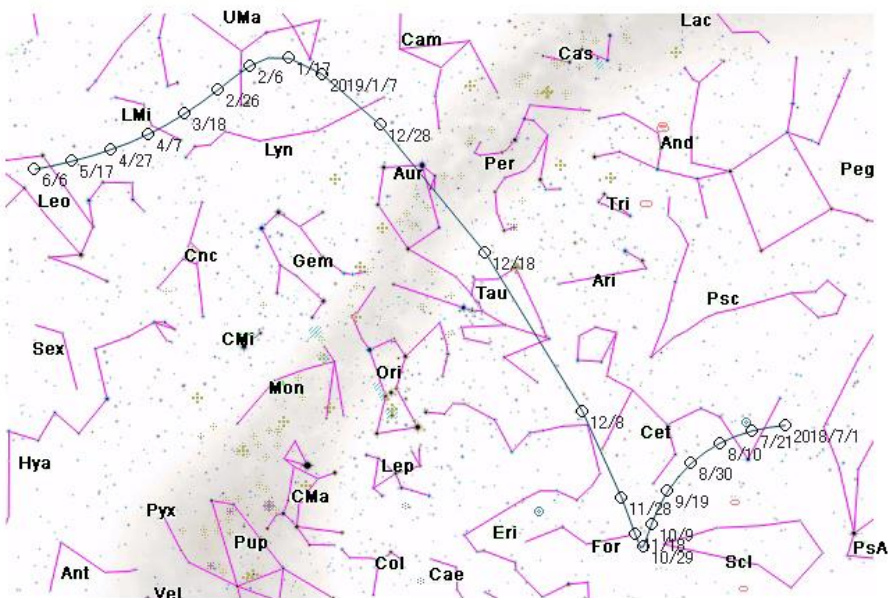 UMa
Lac
Cam
Cas
1/17
2/6
2019/1/7
2/26
LMi
3/18
12/28
4/7
Lyn
4/27
Per
And
5/17
6/6
Aur
Peg
Leo
Tri
Cnc
Gem
12/18
Ari
Tau
Psc
CMi
Sex
Ori
Mon
12/8
Cet
2018/7/1
7/21
8/10
Hya
Lep
8/30
CMa
9/19
11/28
Pyx
Eri
10/9
Pup
For
11/18
10/29
Scl
PsA
Ant
Col
Cae
Vel